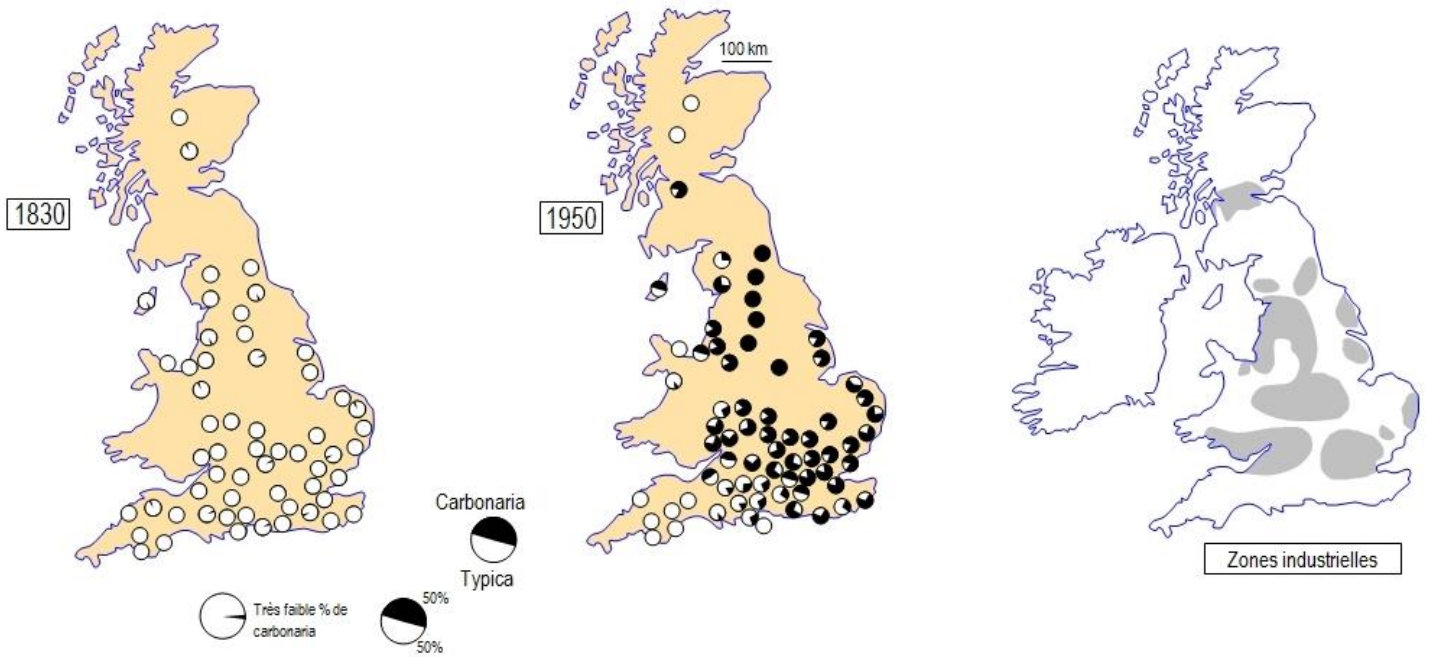 100 km
1830
1950
Carbonaria
Typica
Très faible % de
carbonaria
50%
50%
Zones industrielles